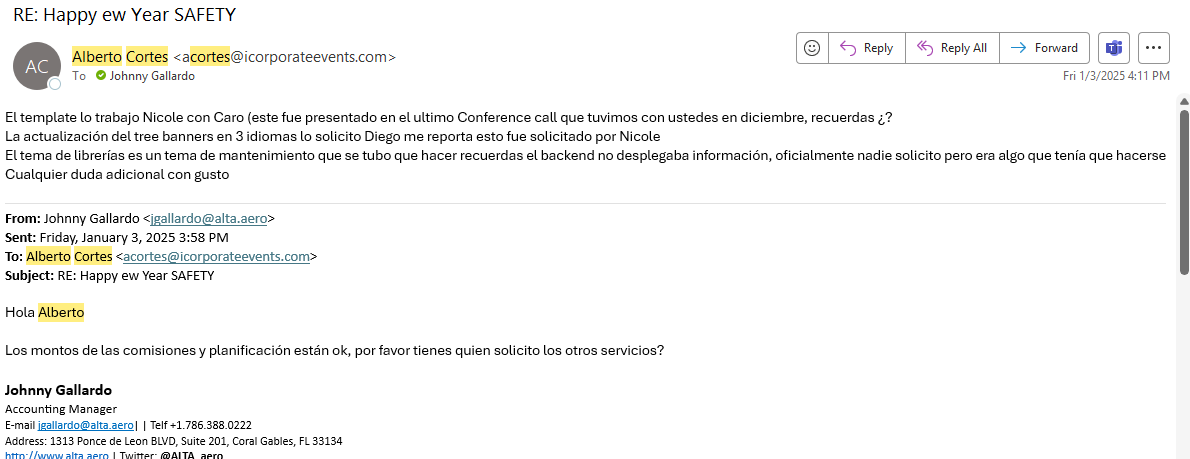 RE: Happy ew Year SAFETY
AC
Alberto Cortes <acortes@icorporateevents.com>
To Johnny Gallardo
Reply
Reply All
Forward
Fri 1/3/2025 4:11 PM
El template lo trabajo Nicole con Caro (este fue presentado en el ultimo Conference call que tuvimos con ustedes en diciembre, recuerdas ¿?
La actualización del tree banners en 3 idiomas lo solicito Diego me reporta esto fue solicitado por Nicole
El tema de librerías es un tema de mantenimiento que se tubo que hacer recuerdas el backend no desplegaba información, oficialmente nadie solicito pero era algo que tenía que hacerse
Cualquier duda adicional con gusto
From: Johnny Gallardo <jgallardo@alta.aero>
Sent: Friday, January 3, 2025 3:58 PM
To: Alberto Cortes <acortes@icorporateevents.com>
Subject: RE: Happy ew Year SAFETY
Hola Alberto
Los montos de las comisiones y planificación están ok, por favor tienes quien solicito los otros servicios?
Johnny Gallardo
Accounting Manager
E-mail jgallardo@alta.aero| | Telf +1.786.388.0222
Address: 1313 Ponce de Leon BLVD, Suite 201, Coral Gables, FL 33134
http://www.alta.aero | Twitter: @ALTA_aero